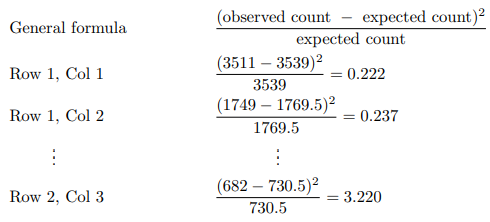 General formula (observed count − expected count)² / expected count
Row 1, Col 1 (3511 − 3539)² / 3539 = 0.222
Row 1, Col 2 (1749 − 1769.5)² / 1769.5 = 0.237
⋮ ⋮
Row 2, Col 3 (682 − 730.5)² / 730.5 = 3.220